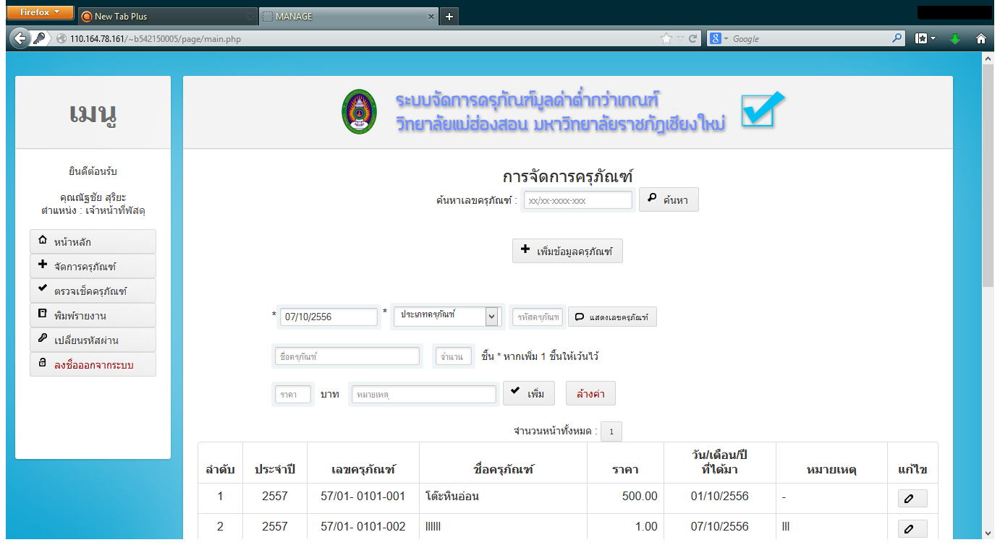 Firefox
New Tab Plus
MANAGE
110.164.78.161/~b542150005/page/main.php
Google
เมนู
ยินดีต้อนรับ
คุณณัฐชัย สุริยะ
ตำแหน่ง : เจ้าหน้าที่พัสดุ
หน้าหลัก
จัดการครุภัณฑ์
ตรวจเช็คครุภัณฑ์
พิมพ์รายงาน
เปลี่ยนรหัสผ่าน
ลงชื่อออกจากระบบ
ระบบจัดการครุภัณฑ์มูลค่าต่ำกว่าเกณฑ์
วิทยาลัยแม่ฮ่องสอน มหาวิทยาลัยราชภัฏเชียงใหม่
การจัดการครุภัณฑ์
ค้นหาเลขครุภัณฑ์ : xx/xx-xxxx-xxx ค้นหา
เพิ่มข้อมูลครุภัณฑ์
* 07/10/2556 * ประเภทครุภัณฑ์ รหัสครุภัณฑ แสดงเลขครุภัณฑ์
ชื่อครุภัณฑ์ จำนวน ชิ้น * หากเพิ่ม 1 ชิ้นให้เว้นไว้
ราคา บาท หมายเหตุ เพิ่ม ล้างค่า
จำนวนหน้าทั้งหมด : 1
ลำดับ ประจำปี เลขครุภัณฑ์ ชื่อครุภัณฑ์ ราคา วัน/เดือน/ปี ที่ได้มา หมายเหตุ แก้ไข
1 2557 57/01- 0101-001 โต๊ะหินอ่อน 500.00 01/10/2556 -
2 2557 57/01- 0101-002 llllll 1.00 07/10/2556 lll